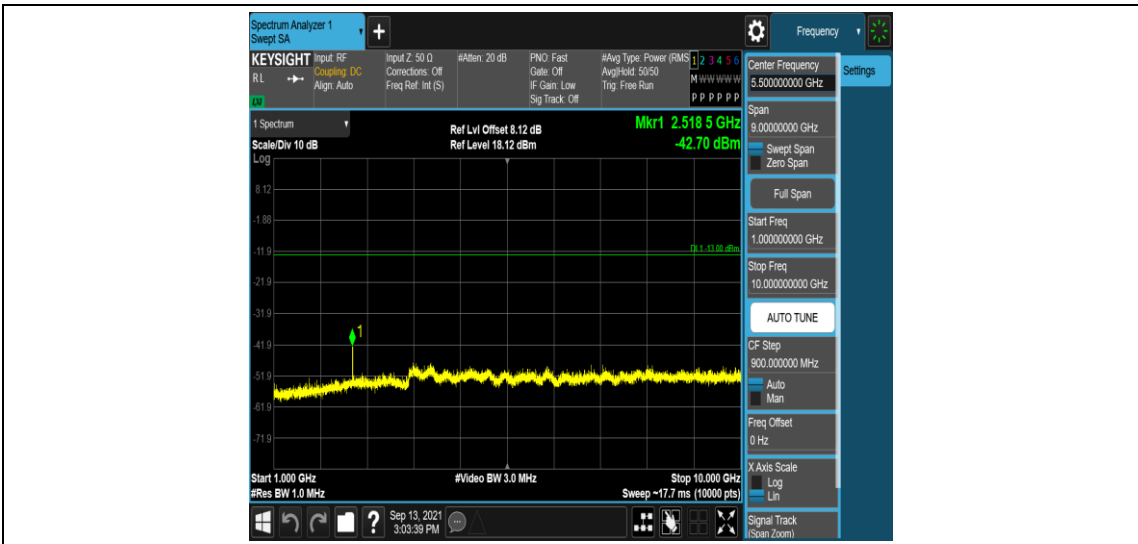 Spectrum Analyzer 1
Swept SA
Frequency
KEYSIGHT
RL
LXI
Input: RF
Coupling: DC
Align: Auto
Input Z: 50 Ω
Corrections: Off
Freq Ref: Int (S)
#Atten: 20 dB
PNO: Fast
Gate: Off
IF Gain: Low
Sig Track: Off
#Avg Type: Power (RMS
Avg|Hold: 50/50
Trig: Free Run
1 2 3 4 5 6
M W W W W W
P P P P P P
1 Spectrum
Scale/Div 10 dB
Log
Ref Lvl Offset 8.12 dB
Ref Level 18.12 dBm
Mkr1 2.518 5 GHz
-42.70 dBm
8.12
-1.88
-11.9
DL1 -13.00 dBm
-21.9
-31.9
1
-41.9
-51.9
-61.9
-71.9
Start 1.000 GHz
#Video BW 3.0 MHz
Stop 10.000 GHz
#Res BW 1.0 MHz
Sweep ~17.7 ms (10000 pts)
?
Sep 13, 2021
3:03:39 PM
Center Frequency
5.500000000 GHz
Settings
Span
9.00000000 GHz
Swept Span
Zero Span
Full Span
Start Freq
1.000000000 GHz
Stop Freq
10.000000000 GHz
AUTO TUNE
CF Step
900.000000 MHz
Auto
Man
Freq Offset
0 Hz
X Axis Scale
Log
Lin
Signal Track
(Span Zoom)